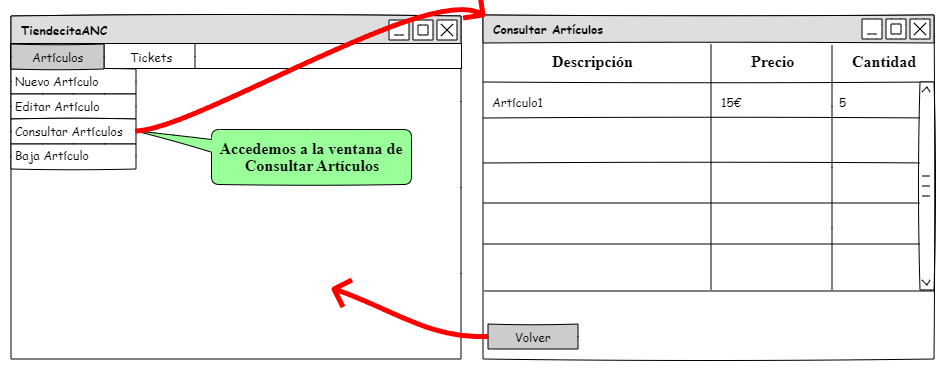 TiendecitaANC
Artículos Tickets
Nuevo Artículo
Editar Artículo
Consultar Artículos
Baja Artículo
Accedemos a la ventana de
Consultar Artículos
Consultar Artículos
Descripción Precio Cantidad
Artículo1 15€ 5
Volver